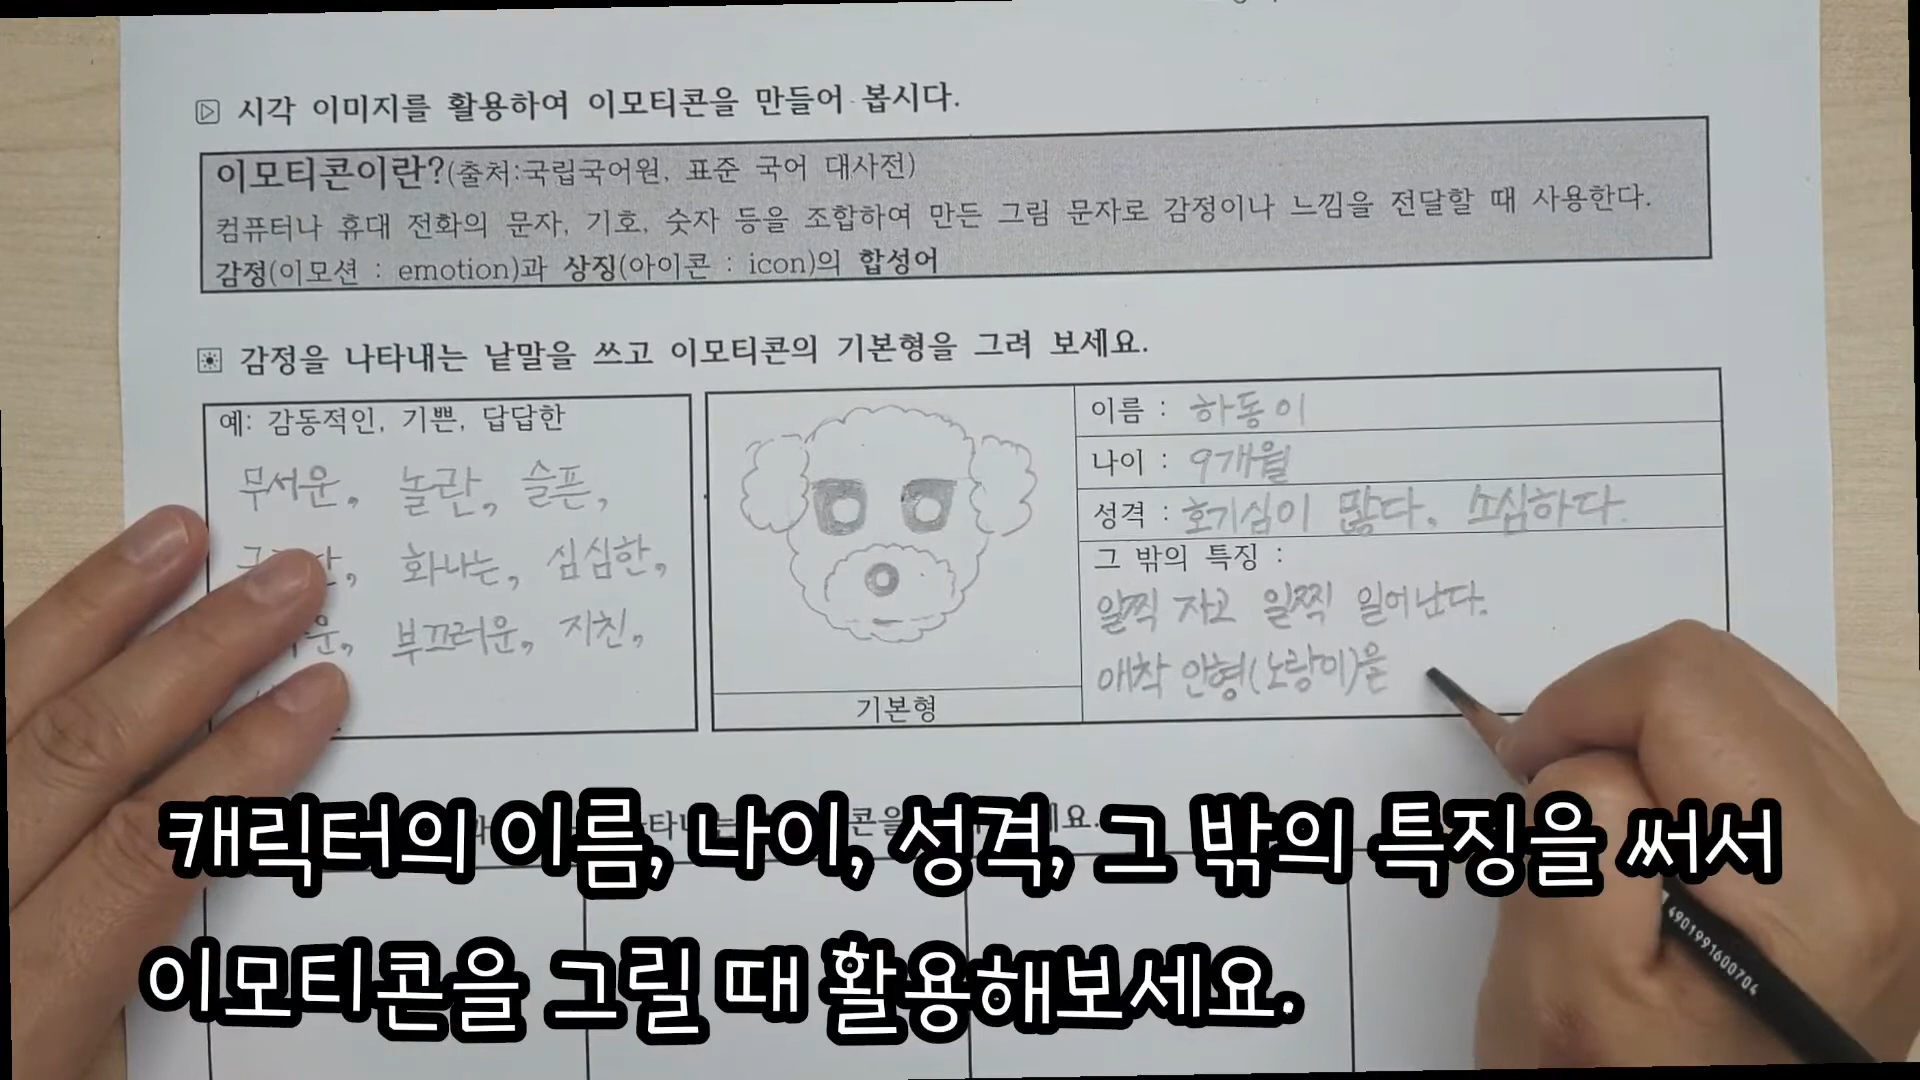 ▷ 시각 이미지를 활용하여 이모티콘을 만들어 봅시다.
이모티콘이란?(출처:국립국어원, 표준 국어 대사전)
컴퓨터나 휴대 전화의 문자, 기호, 숫자 등을 조합하여 만든 그림 문자로 감정이나 느낌을 전달할 때 사용한다.
감정(이모션 : emotion)과 상징(아이콘 : icon)의 합성어
감정을 나타내는 낱말을 쓰고 이모티콘의 기본형을 그려 보세요.
예: 감동적인, 기쁜, 답답한
무서운, 놀란, 슬픈,
화나는, 심심한,
부끄러운, 지친,
기본형
이름 : 하동이
나이 : 9개월
성격 : 호기심이 많다. 소심하다.
그 밖의 특징 :
일찍 자고 일찍 일어난다.
애착 인형(노랑이)을
캐릭터의 이름, 나이, 성격, 그 밖의 특징을 써서
이모티콘을 그릴 때 활용해보세요.
4901991600704